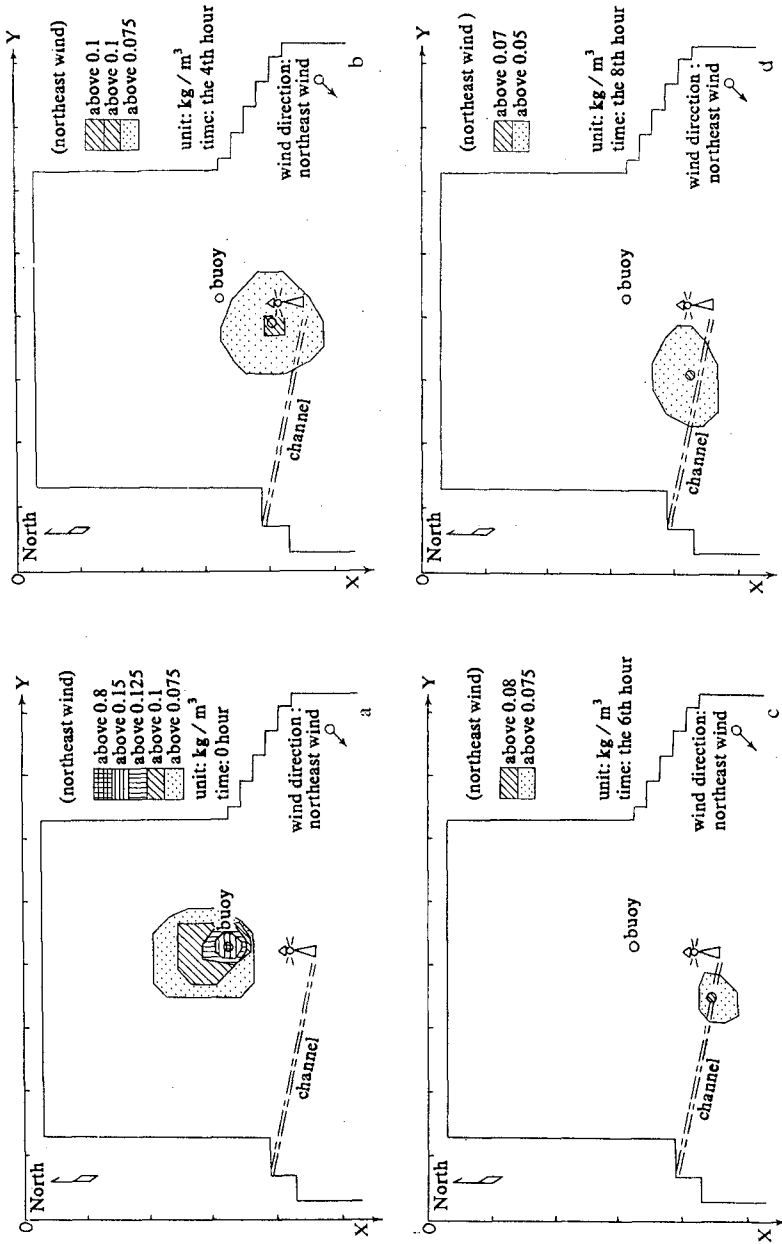 0
Y
X
North
(northeast wind)
above 0.8
above 0.15
above 0.125
above 0.1
above 0.075
unit: kg / m³
time: 0 hour
buoy
channel
wind direction :
northeast wind
a
0
Y
X
North
(northeast wind)
above 0.1
above 0.1
above 0.075
unit: kg / m³
time: the 4th hour
buoy
channel
wind direction:
northeast wind
b
0
Y
X
North
(northeast wind)
above 0.08
above 0.075
unit: kg / m³
time: the 6th hour
buoy
channel
wind direction:
northeast wind
c
0
Y
X
North
(northeast wind )
above 0.07
above 0.05
unit: kg / m³
time: the 8th hour
buoy
channel
wind direction :
northeast wind
d